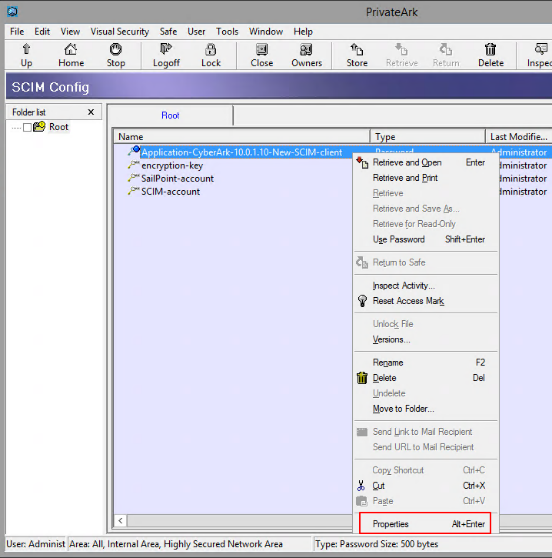 PrivateArk
File Edit View Visual Security Safe User Tools Window Help
Up Home Stop Logoff Lock Close Owners Store Retrieve Return Delete Inspec
SCIM Config
Folder list X
Root
Root
Name Type Last Modifie...
Application-CyberArk-10.0.1.10-New-SCIM-client Password Administrator
encryption-key dministrator
SailPoint-account dministrator
SCIM-account dministrator
Retrieve and Open Enter
Retrieve and Print
Retrieve
Retrieve and Save As...
Retrieve for Read-Only
Use Password Shift+Enter
Return to Safe
Inspect Activity...
Reset Access Mark
Unlock File
Versions...
Rename F2
Delete Del
Undelete
Move to Folder...
Send Link to Mail Recipient
Send URL to Mail Recipient
Copy Shortcut Ctrl+C
Cut Ctrl+X
Paste Ctrl+V
Properties Alt+Enter
User: Administ Area: All, Internal Area, Highly Secured Network Area Type: Password Size: 500 bytes